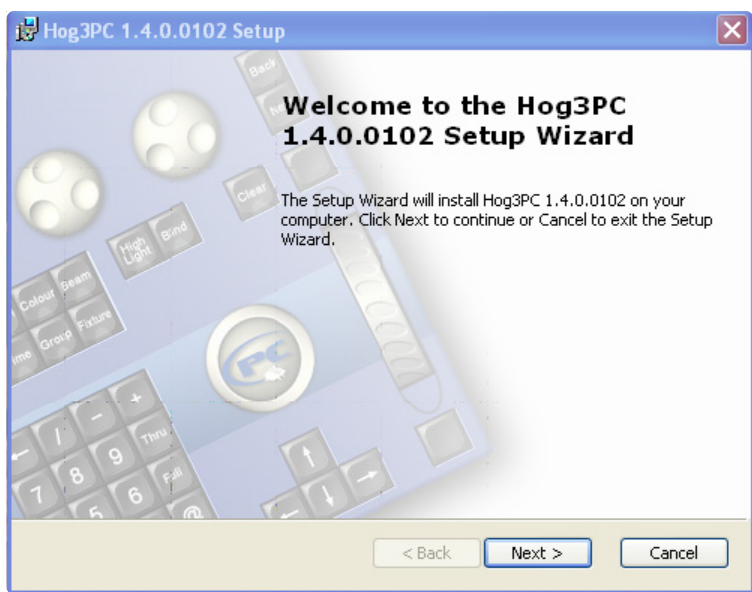 Hog3PC 1.4.0.0102 Setup
Welcome to the Hog3PC
1.4.0.0102 Setup Wizard
The Setup Wizard will install Hog3PC 1.4.0.0102 on your
computer. Click Next to continue or Cancel to exit the Setup
Wizard.
Back
Clear
High
Light
Blind
Colour
Beam
Group
Fixture
PC
/
-
+
Thru
7
8
9
Full
5
6
@
< Back
Next >
Cancel